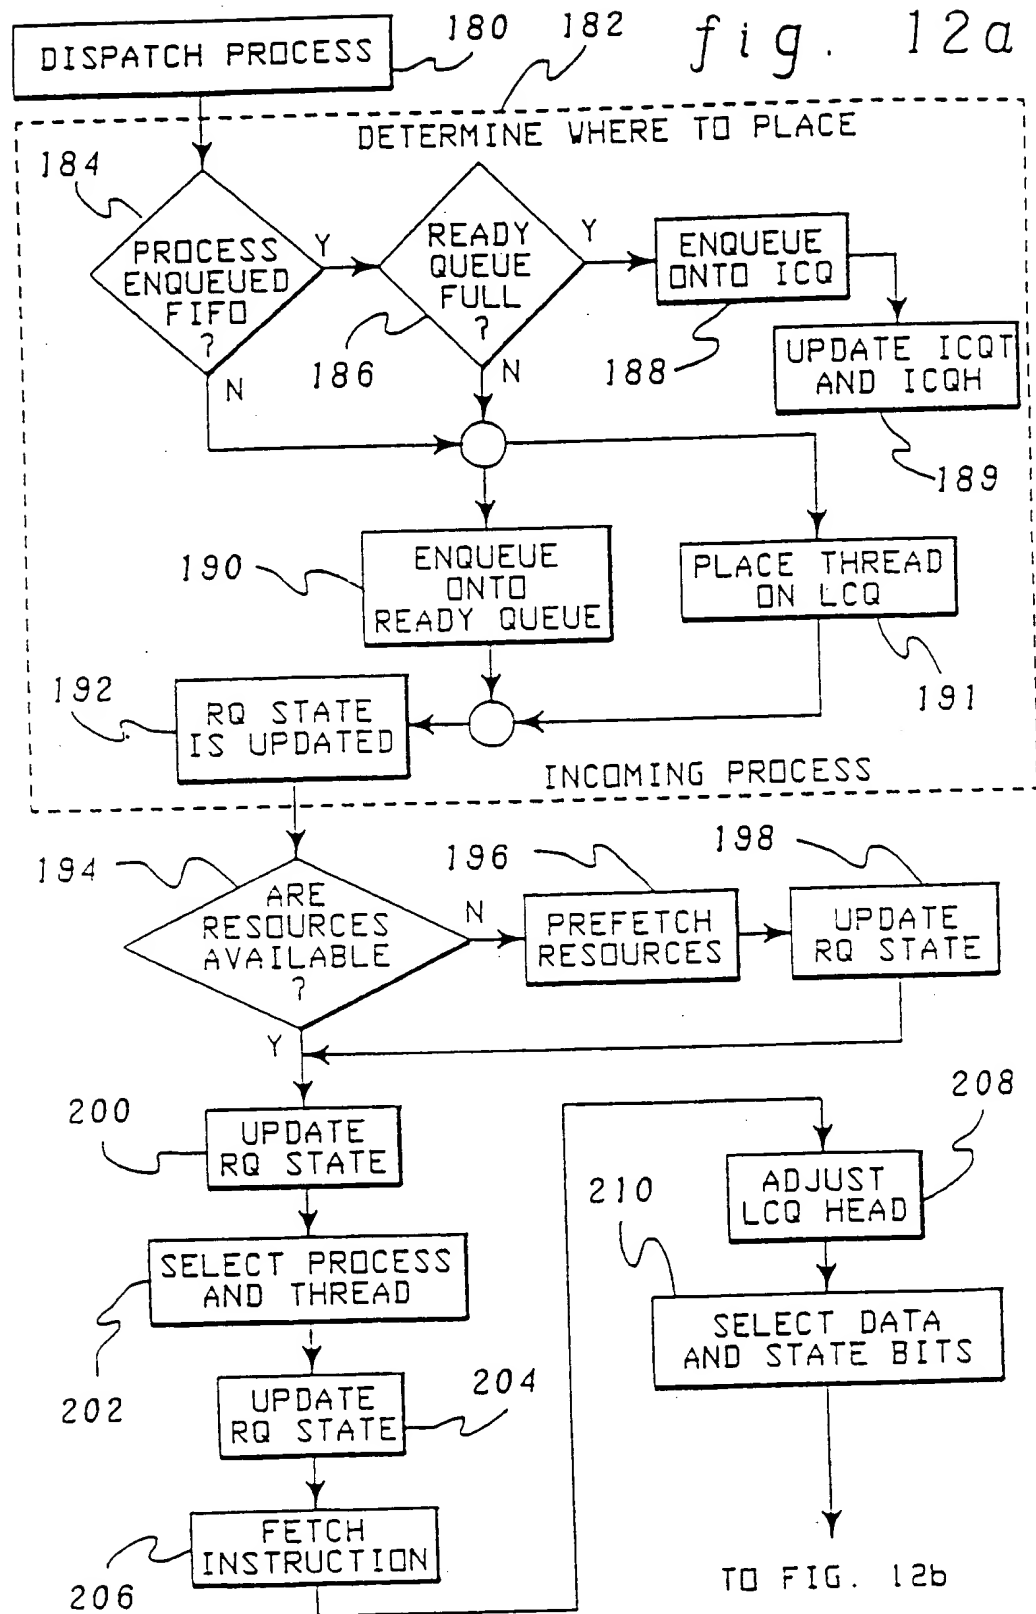 fig. 12a
182
DISPATCH PROCESS
180
DETERMINE WHERE TO PLACE
184
PROCESS
ENQUEUED
FIFO
?
Y
N
READY
QUEUE
FULL
?
Y
N
186
ENQUEUE
ONTO ICQ
188
UPDATE ICQT
AND ICQH
189
190
ENQUEUE
ONTO
READY QUEUE
PLACE THREAD
ON LCQ
191
192
RQ STATE
IS UPDATED
INCOMING PROCESS
194
ARE
RESOURCES
AVAILABLE
?
N
Y
196
PREFETCH
RESOURCES
198
UPDATE
RQ STATE
200
UPDATE
RQ STATE
208
ADJUST
LCQ HEAD
210
SELECT PROCESS
AND THREAD
202
SELECT DATA
AND STATE BITS
UPDATE
RQ STATE
204
FETCH
INSTRUCTION
206
TO FIG. 12b